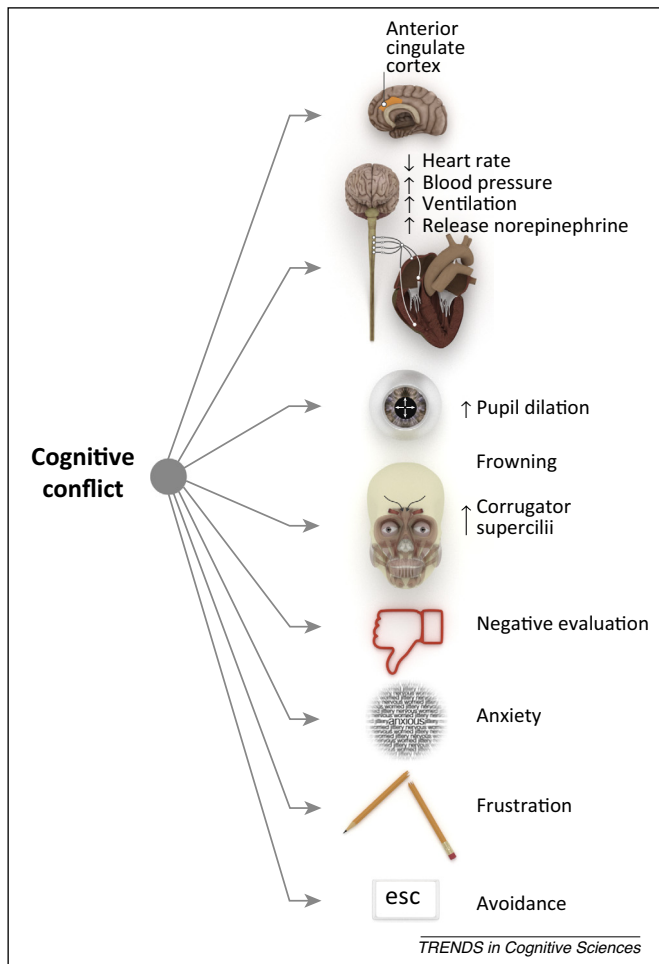 Anterior
cingulate
cortex
↓ Heart rate
↑ Blood pressure
↑ Ventilation
↑ Release norepinephrine
↑ Pupil dilation
Cognitive
conflict
Frowning
↑ Corrugator
supercilii
Negative evaluation
anxious
Anxiety
Frustration
esc
Avoidance
TRENDS in Cognitive Sciences